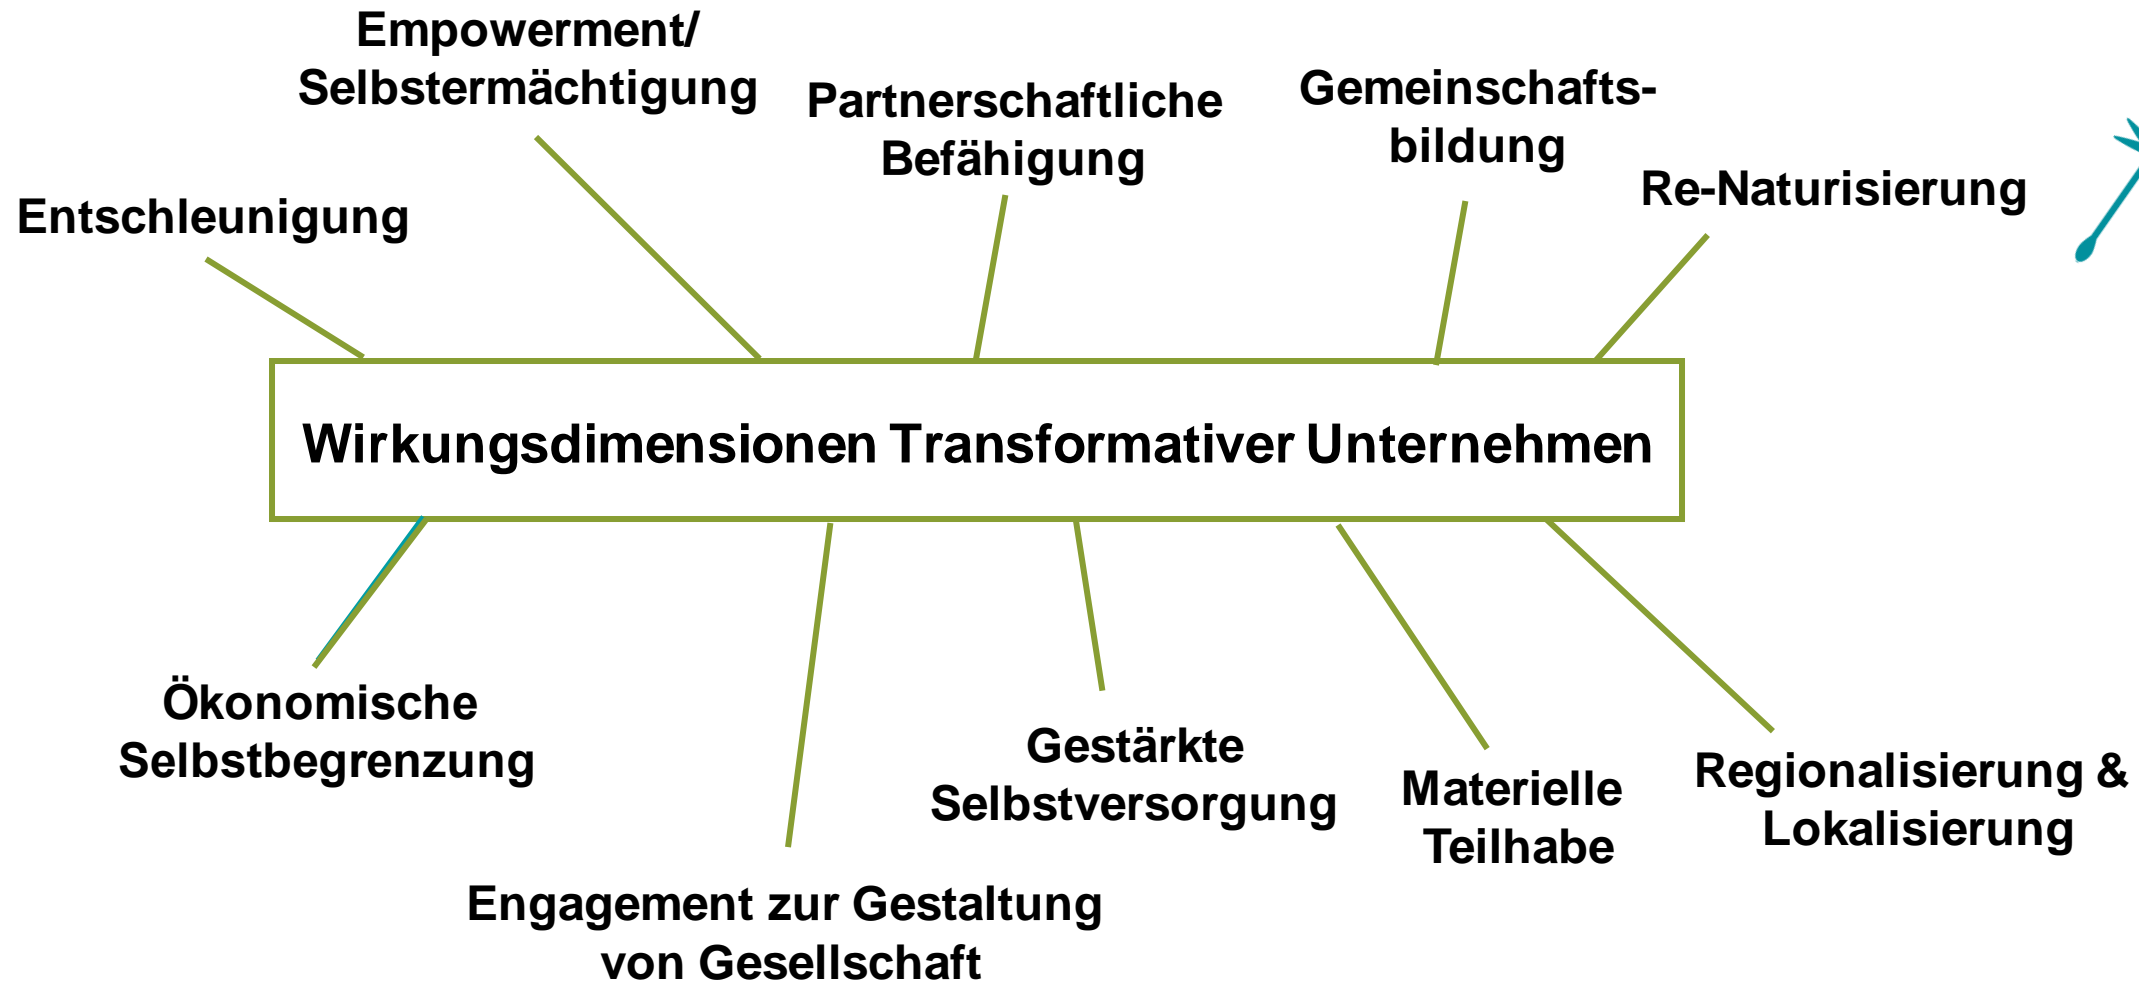 Empowerment/
Selbstermächtigung
Partnerschaftliche
Befähigung
Gemeinschafts-
bildung
Re-Naturisierung
Entschleunigung
Wirkungsdimensionen Transformativer Unternehmen
Ökonomische
Selbstbegrenzung
Engagement zur Gestaltung
von Gesellschaft
Gestärkte
Selbstversorgung
Materielle
Teilhabe
Regionalisierung &
Lokalisierung